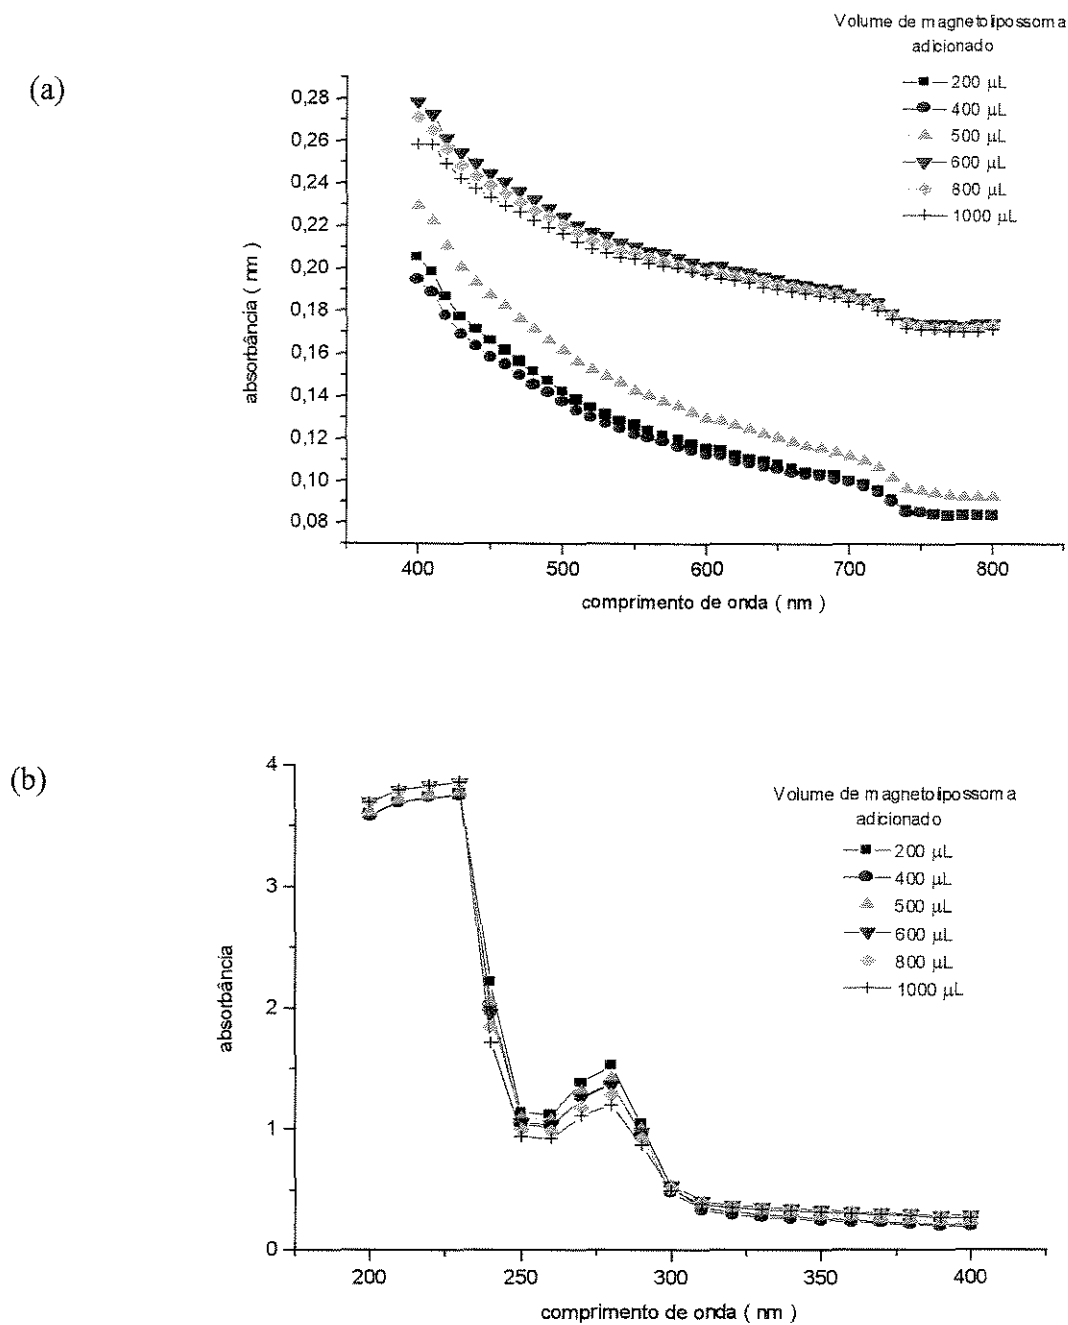 (a)
Volume de magnetolipossoma
adicionado
200 µL
400 µL
500 µL
600 µL
800 µL
1000 µL
absorbância ( nm )
0,28
0,26
0,24
0,22
0,20
0,18
0,16
0,14
0,12
0,10
0,08
400 500 600 700 800
comprimento de onda ( nm )
(b)
Volume de magnetolipossoma
adicionado
200 µL
400 µL
500 µL
600 µL
800 µL
1000 µL
absorbância
4
3
2
1
0
200 250 300 350 400
comprimento de onda ( nm )